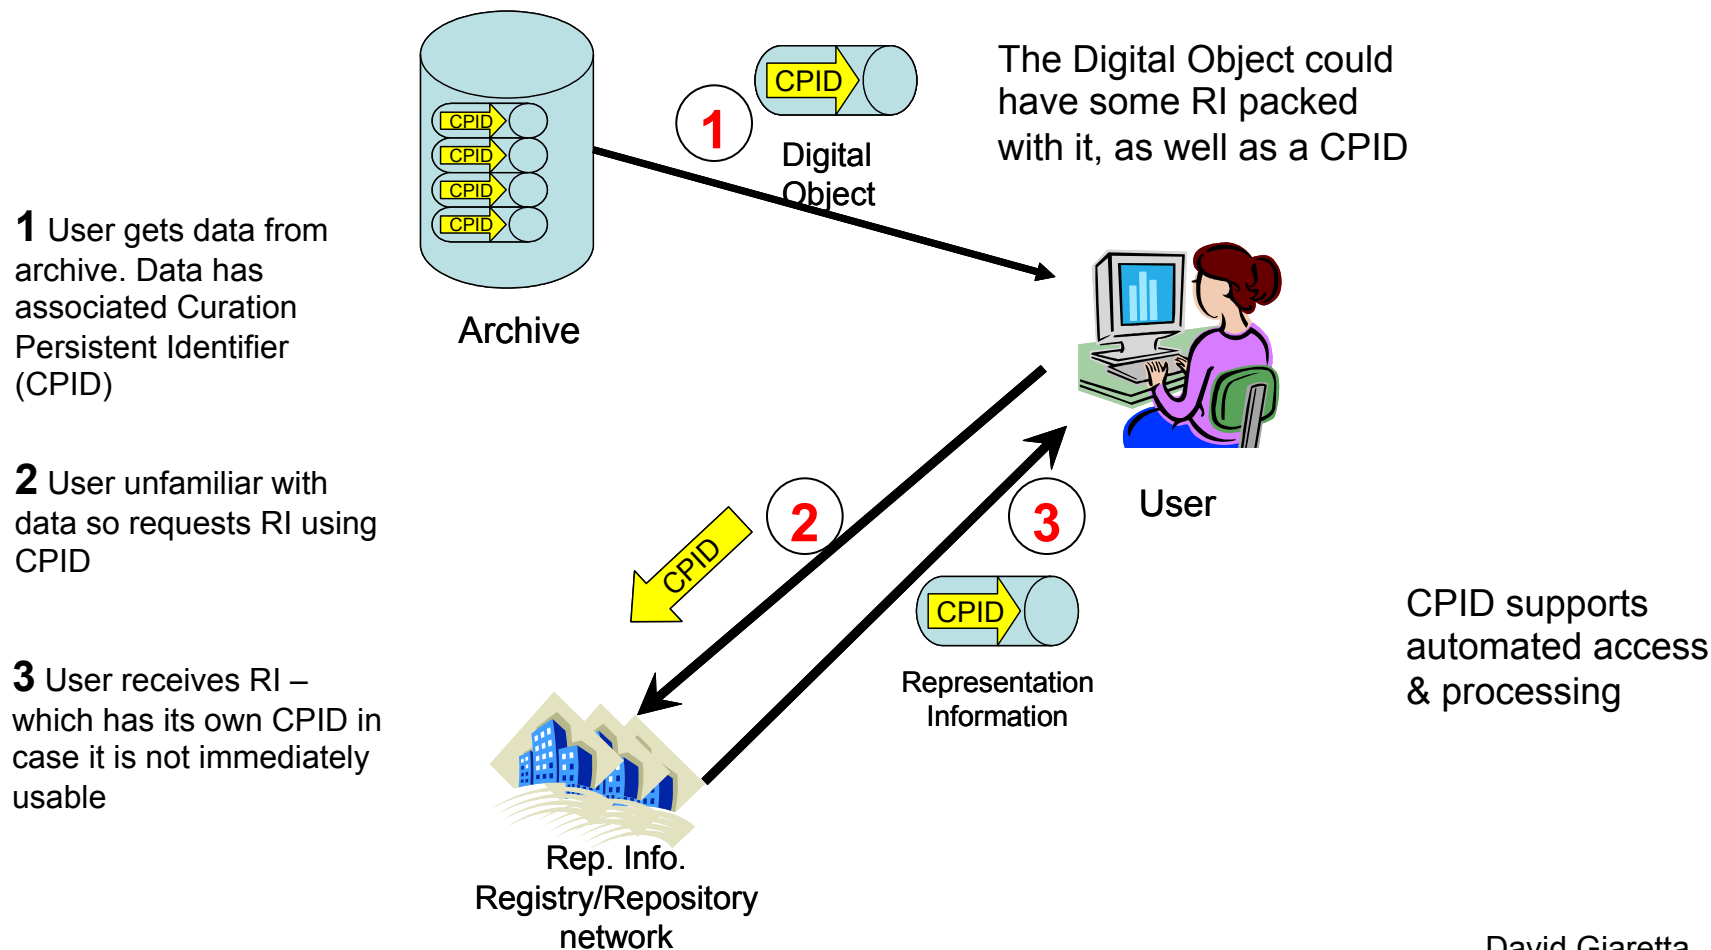 CPID
CPID
CPID
CPID
Archive
1
CPID
Digital
Object
The Digital Object could
have some RI packed
with it, as well as a CPID
1 User gets data from
archive. Data has
associated Curation
Persistent Identifier
(CPID)
2 User unfamiliar with
data so requests RI using
CPID
3 User receives RI –
which has its own CPID in
case it is not immediately
usable
User
2
CPID
3
CPID
Representation
Information
CPID supports
automated access
& processing
Rep. Info.
Registry/Repository
network
David Giaretta